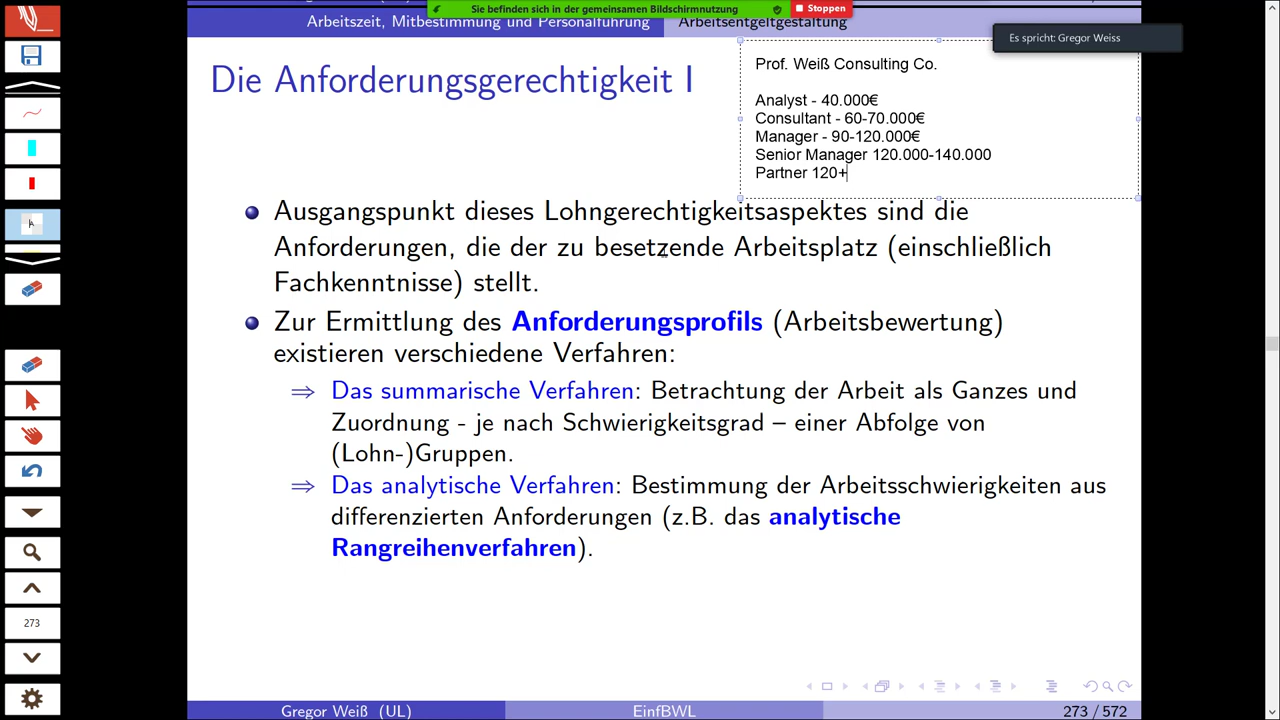 Sie befinden sich in der gemeinsamen Bildschirmnutzung
Stoppen
Arbeitszeit, Mitbestimmung und Personalführung
Arbeitsentgeltgestaltung
Es spricht: Gregor Weiss
Die Anforderungsgerechtigkeit I
Prof. Weiß Consulting Co.
Analyst - 40.000€
Consultant - 60-70.000€
Manager - 90-120.000€
Senior Manager 120.000-140.000
Partner 120+
Ausgangspunkt dieses Lohngerechtigkeitsaspektes sind die
Anforderungen, die der zu besetzende Arbeitsplatz (einschließlich
Fachkenntnisse) stellt.
Zur Ermittlung des Anforderungsprofils (Arbeitsbewertung)
existieren verschiedene Verfahren:
⇒ Das summarische Verfahren: Betrachtung der Arbeit als Ganzes und
Zuordnung - je nach Schwierigkeitsgrad – einer Abfolge von
(Lohn-)Gruppen.
⇒ Das analytische Verfahren: Bestimmung der Arbeitsschwierigkeiten aus
differenzierten Anforderungen (z.B. das analytische
Rangreihenverfahren).
273
Gregor Weiß (UL)
EinfBWL
273 / 572